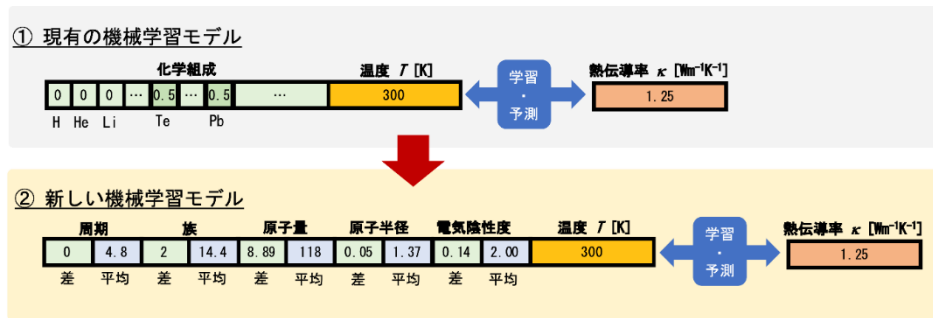 ① 現有の機械学習モデル
化学組成 温度 T [K] 熱伝導率 κ [Wm⁻¹K⁻¹]
0 0 0 … 0.5 … 0.5 … 300 学習・予測 1.25
H He Li Te Pb
② 新しい機械学習モデル
周期 族 原子量 原子半径 電気陰性度 温度 T [K] 熱伝導率 κ [Wm⁻¹K⁻¹]
0 4.8 2 14.4 8.89 118 0.05 1.37 0.14 2.00 300 学習・予測 1.25
差 平均 差 平均 差 平均 差 平均 差 平均